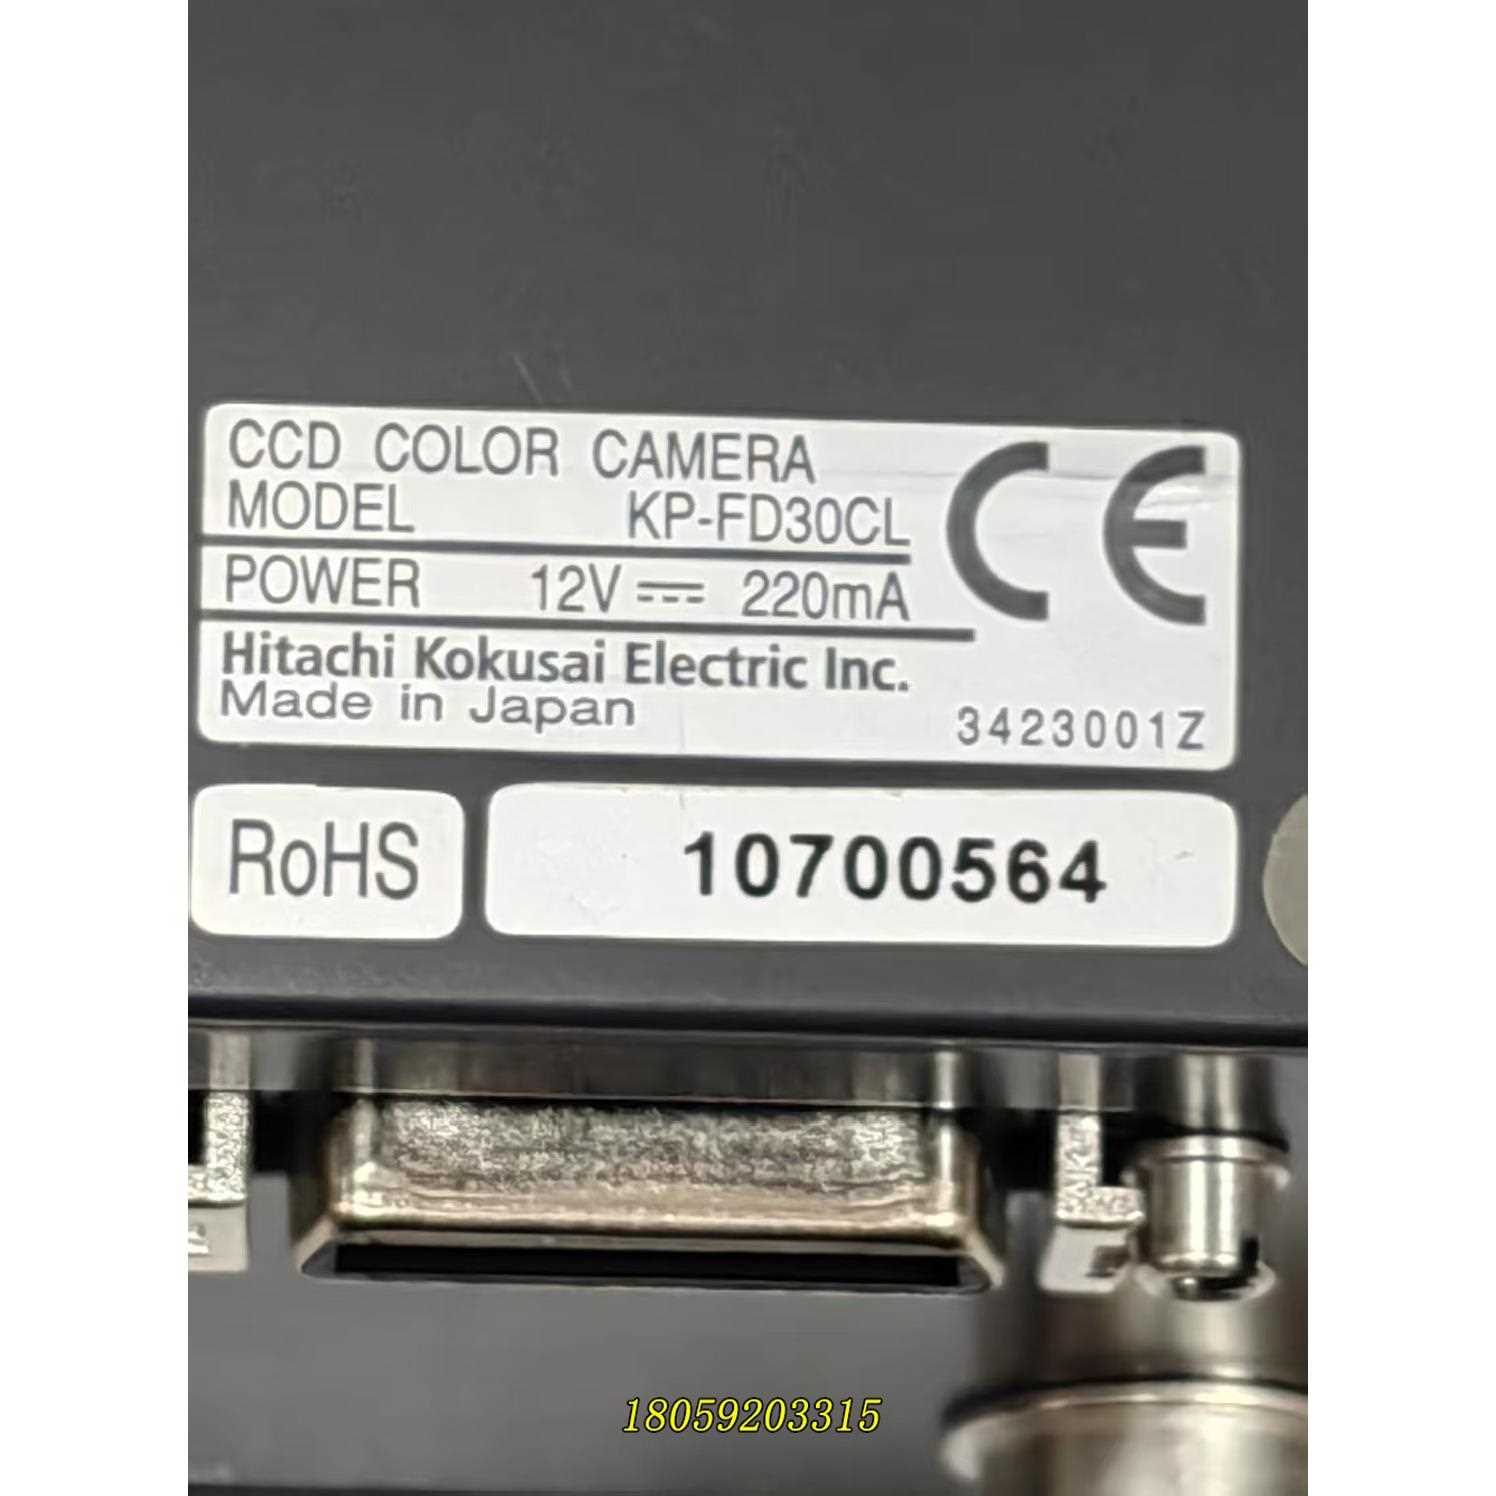 CCD COLOR CAMERA
MODEL KP-FD30CL
POWER 12V 220mA
CE
Hitachi Kokusai Electric Inc.
Made in Japan
3423001Z
RoHS
10700564
18059203315